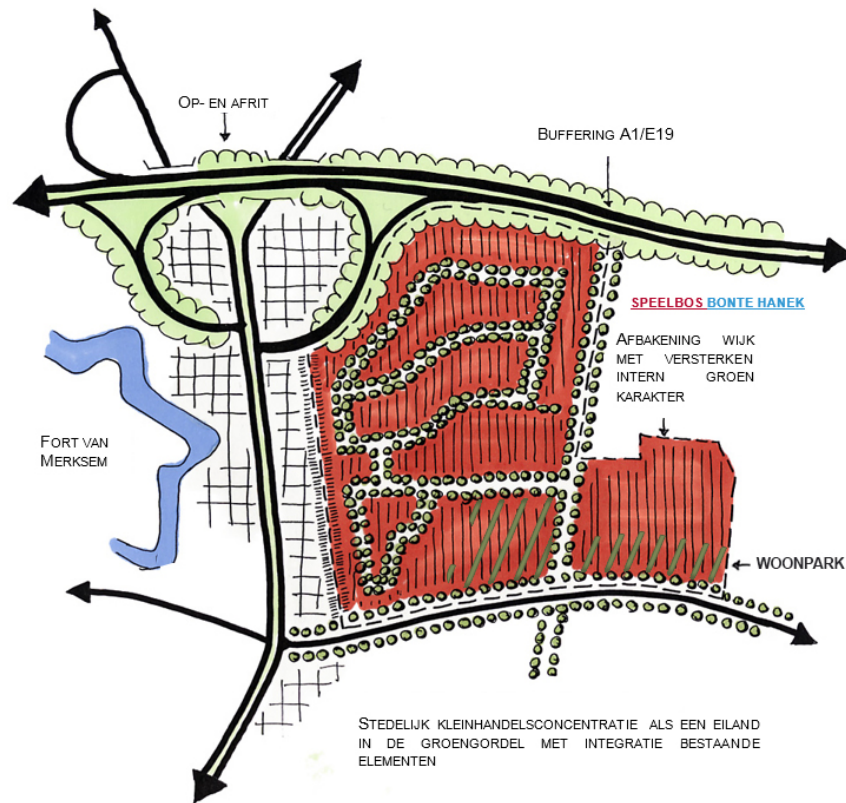 OP- EN AFRIT
BUFFERING A1/E19
SPEELBOS BONTE HANEK
AFBAKENING WIJK
MET VERSTERKEN
INTERN GROEN
KARAKTER
FORT VAN
MERKSEM
WOONPARK
STEDELIJK KLEINHANDELSCONCENTRATIE ALS EEN EILAND
IN DE GROENGORDEL MET INTEGRATIE BESTAANDE
ELEMENTEN